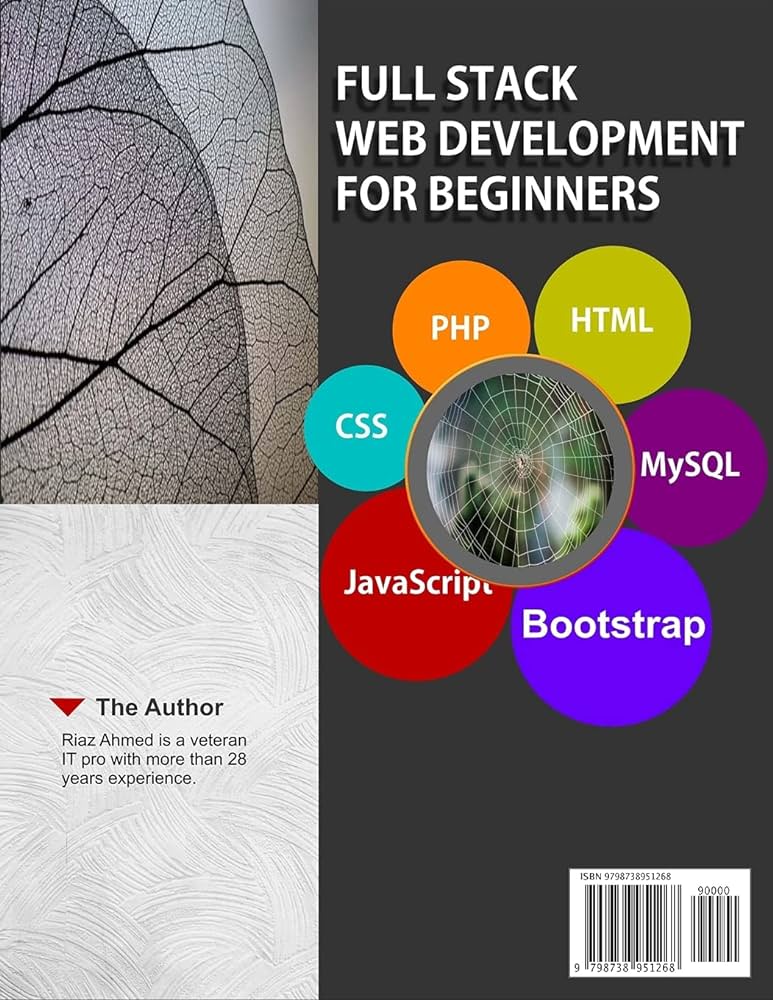 FULL STACK
WEB DEVELOPMENT
FOR BEGINNERS
PHP
HTML
CSS
MySQL
JavaScript
Bootstrap
The Author
Riaz Ahmed is a veteran
IT pro with more than 28
years experience.
ISBN 9798738951268
90000
9 798738 951268